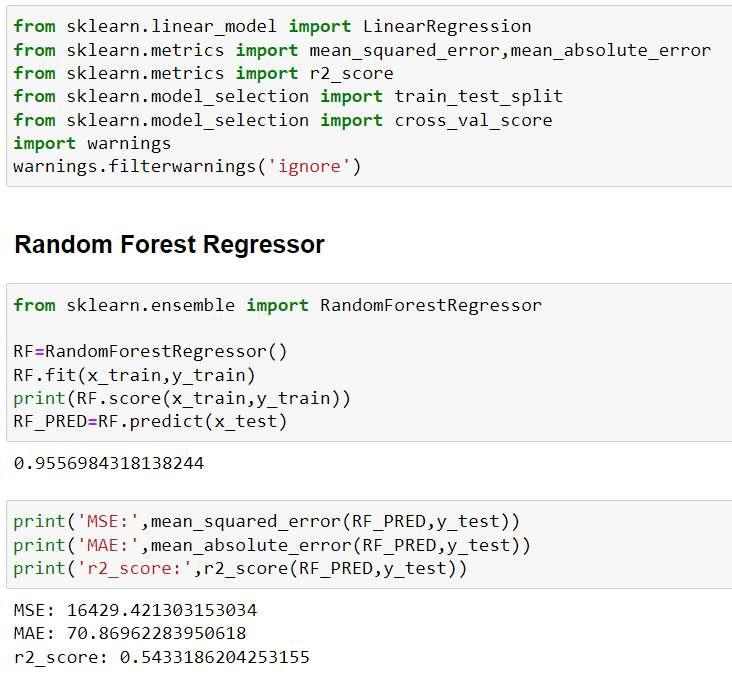 from sklearn.linear_model import LinearRegression
from sklearn.metrics import mean_squared_error,mean_absolute_error
from sklearn.metrics import r2_score
from sklearn.model_selection import train_test_split
from sklearn.model_selection import cross_val_score
import warnings
warnings.filterwarnings('ignore')
Random Forest Regressor
from sklearn.ensemble import RandomForestRegressor
RF=RandomForestRegressor()
RF.fit(x_train,y_train)
print(RF.score(x_train,y_train))
RF_PRED=RF.predict(x_test)
0.9556984318138244
print('MSE:',mean_squared_error(RF_PRED,y_test))
print('MAE:',mean_absolute_error(RF_PRED,y_test))
print('r2_score:',r2_score(RF_PRED,y_test))
MSE: 16429.421303153034
MAE: 70.86962283950618
r2_score: 0.5433186204253155